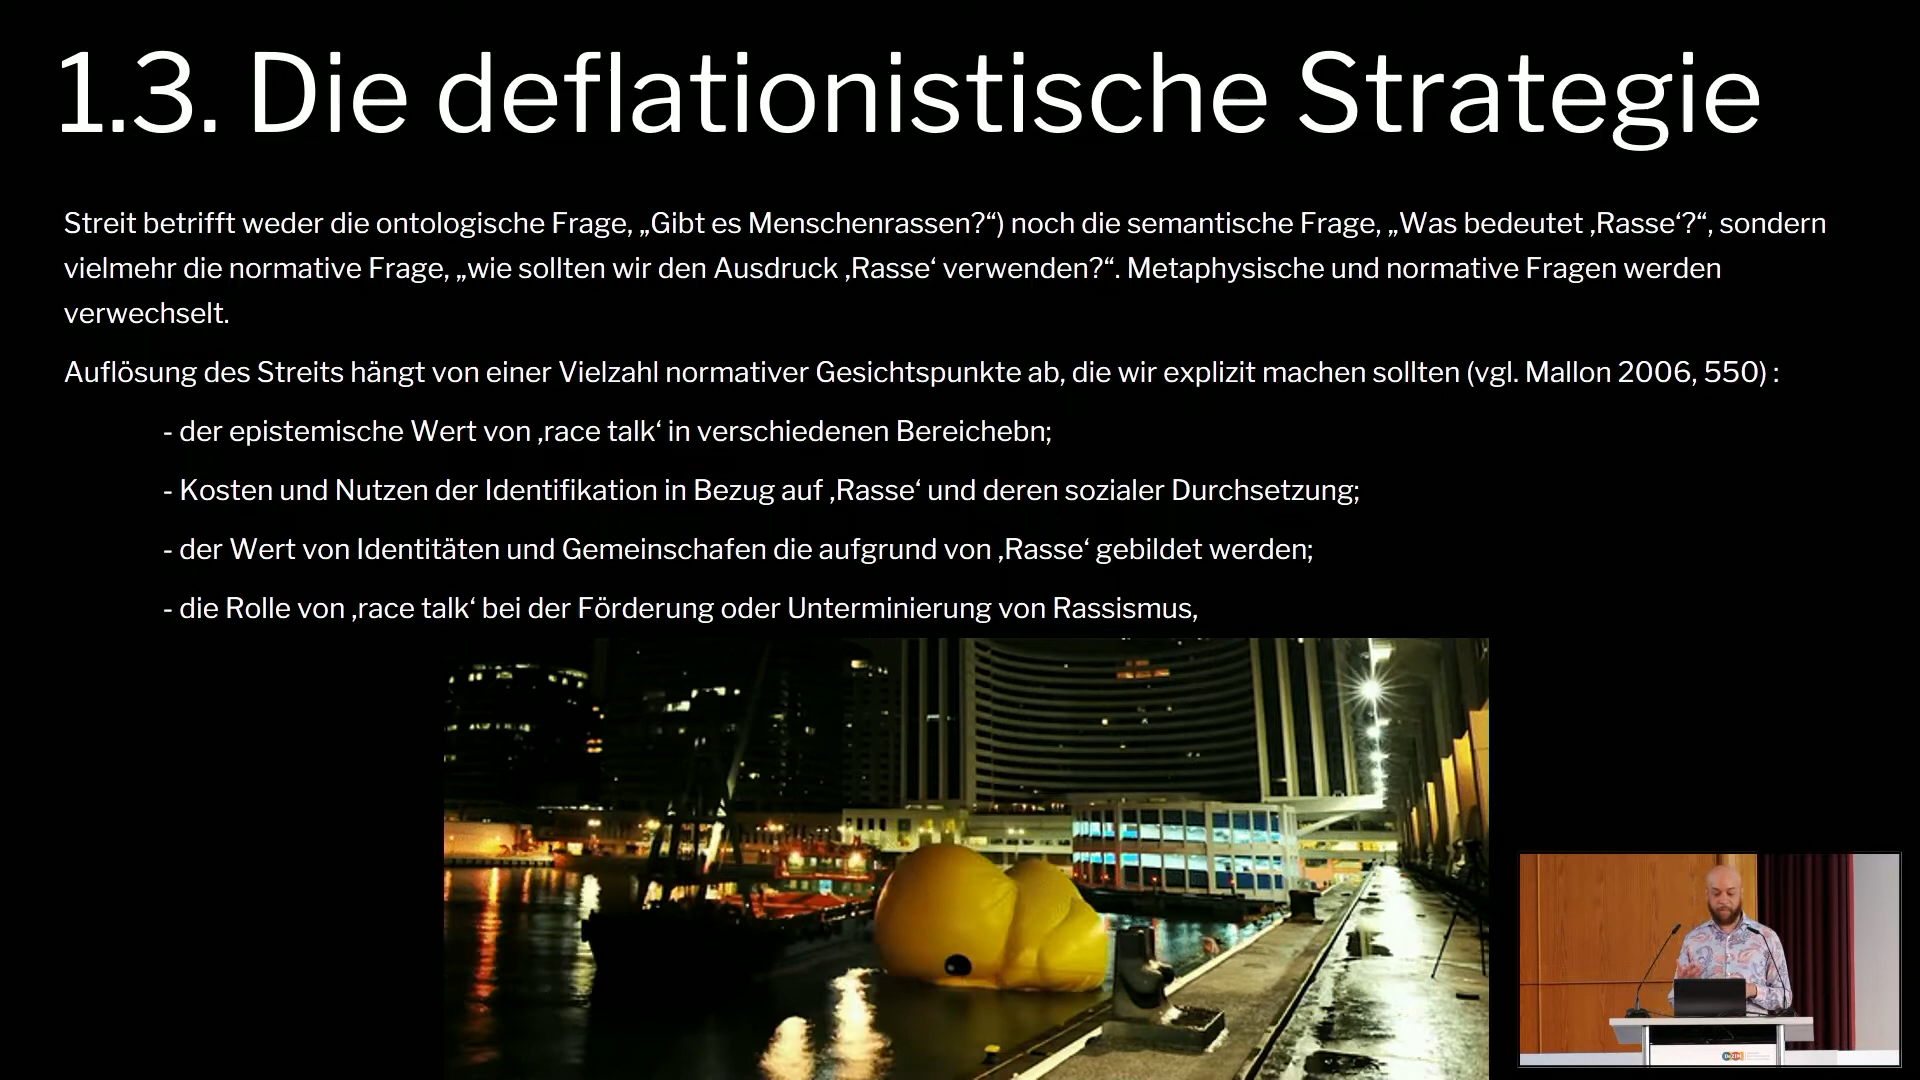 1.3. Die deflationistische Strategie
Streit betrifft weder die ontologische Frage, „Gibt es Menschenrassen?“) noch die semantische Frage, „Was bedeutet ‚Rasse‘?“, sondern
vielmehr die normative Frage, „wie sollten wir den Ausdruck ‚Rasse‘ verwenden?“. Metaphysische und normative Fragen werden
verwechselt.
Auflösung des Streits hängt von einer Vielzahl normativer Gesichtspunkte ab, die wir explizit machen sollten (vgl. Mallon 2006, 550) :
- der epistemische Wert von ‚race talk‘ in verschiedenen Bereichebn;
- Kosten und Nutzen der Identifikation in Bezug auf ‚Rasse‘ und deren sozialer Durchsetzung;
- der Wert von Identitäten und Gemeinschafen die aufgrund von ‚Rasse‘ gebildet werden;
- die Rolle von ‚race talk‘ bei der Förderung oder Unterminierung von Rassismus,